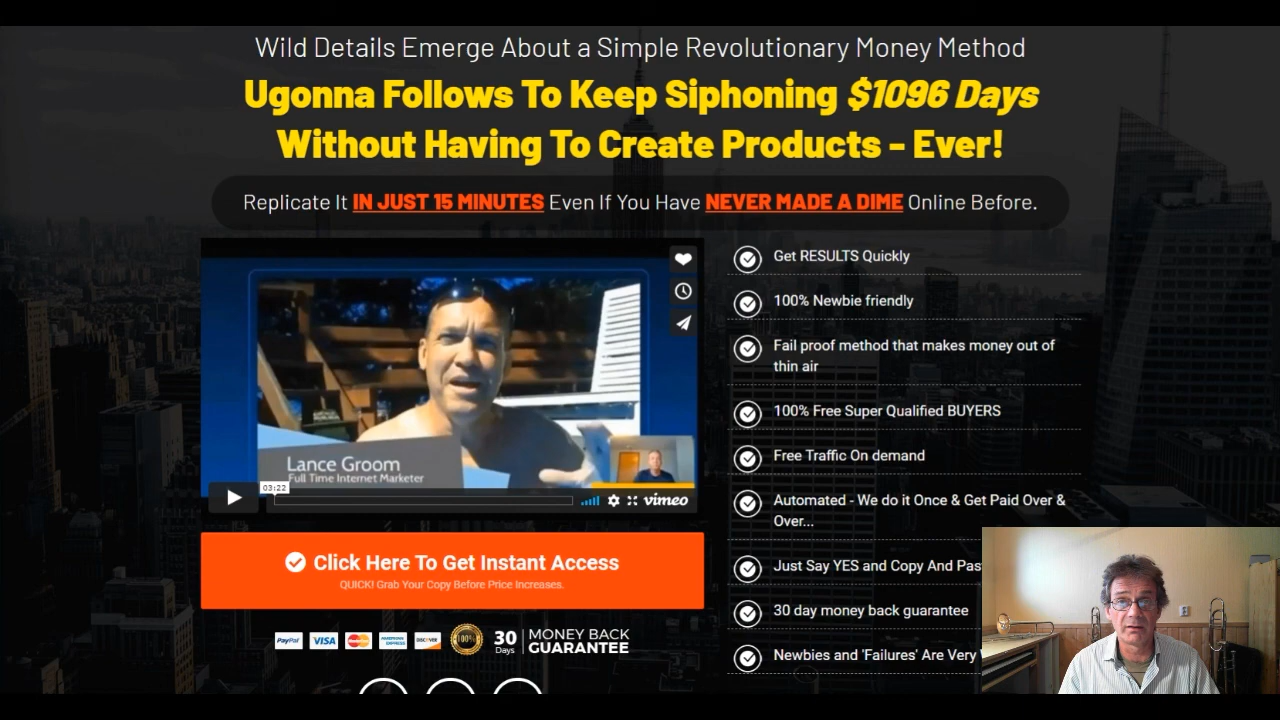 Wild Details Emerge About a Simple Revolutionary Money Method
Ugonna Follows To Keep Siphoning $1096 Days
Without Having To Create Products - Ever!
Replicate It IN JUST 15 MINUTES Even If You Have NEVER MADE A DIME Online Before.
Lance Groom
Full Time Internet Marketer
03:22
vimeo
Click Here To Get Instant Access
QUICK! Grab Your Copy Before Price Increases.
PayPal VISA MasterCard AMERICAN EXPRESS DISCOVER 100% 30 Days MONEY BACK GUARANTEE
Get RESULTS Quickly
100% Newbie friendly
Fail proof method that makes money out of
thin air
100% Free Super Qualified BUYERS
Free Traffic On demand
Automated - We do it Once & Get Paid Over &
Over...
Just Say YES and Copy And Pas
30 day money back guarantee
Newbies and 'Failures' Are Very